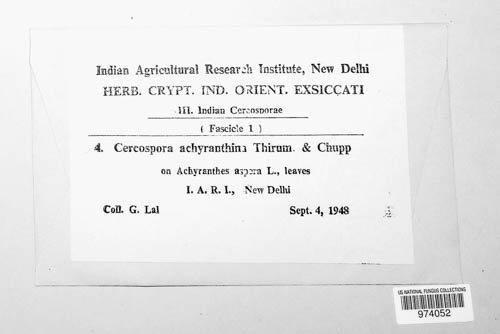 Indian Agricultural Research Institute, New Delhi
HERB. CRYPT. IND. ORIENT. EXSICCATI
III. Indian Cercosporae
( Fascicle 1 )
4. Cercospora achyranthina Thirum. & Chupp
on Achyranthes aspera L., leaves
I. A. R. I., New Delhi
Coll. G. Lal Sept. 4, 1948
US NATIONAL FUNGUS COLLECTIONS
974052